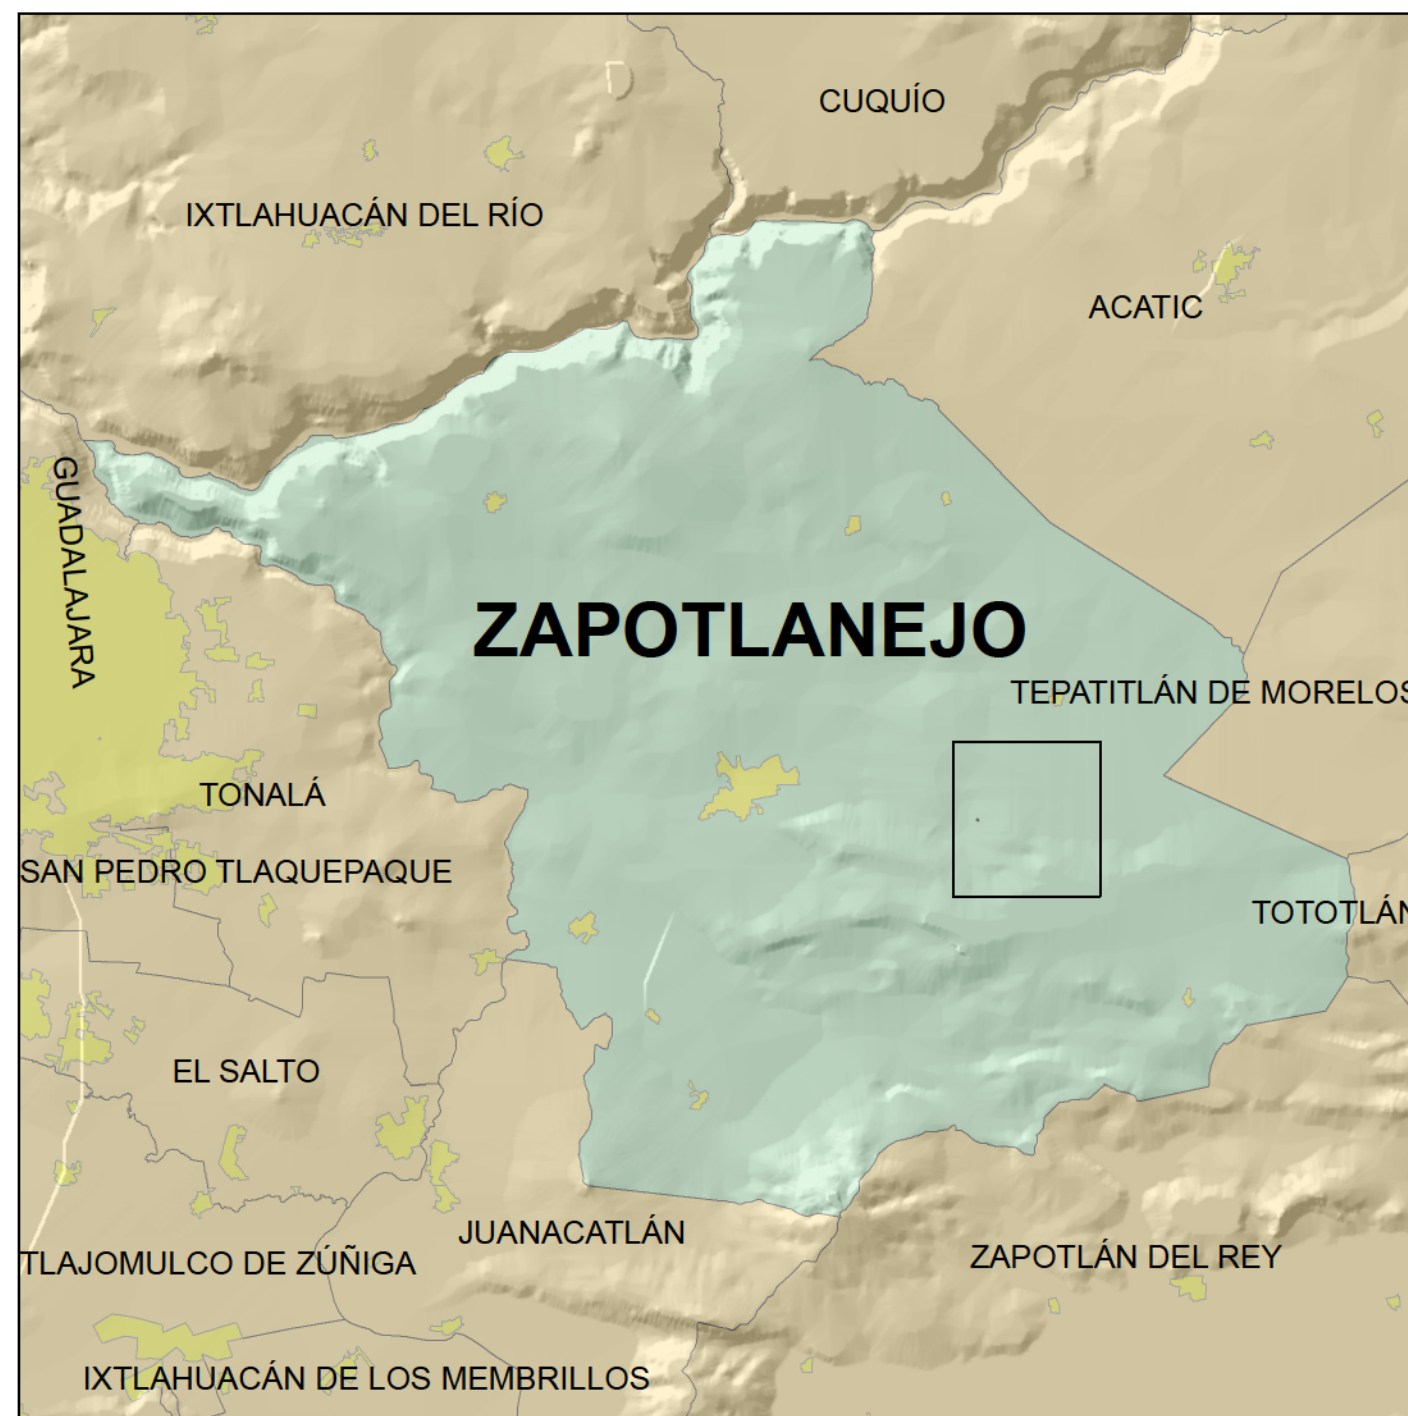 CUQUÍO
IXTLAHUACÁN DEL RÍO
ACATIC
GUADALAJARA
ZAPOTLANEJO
TEPATITLÁN DE MORELOS
TONALÁ
SAN PEDRO TLAQUEPAQUE
TOTOTLÁN
EL SALTO
JUANACATLÁN
ZAPOTLÁN DEL REY
TLAJOMULCO DE ZÚÑIGA
IXTLAHUACÁN DE LOS MEMBRILLOS